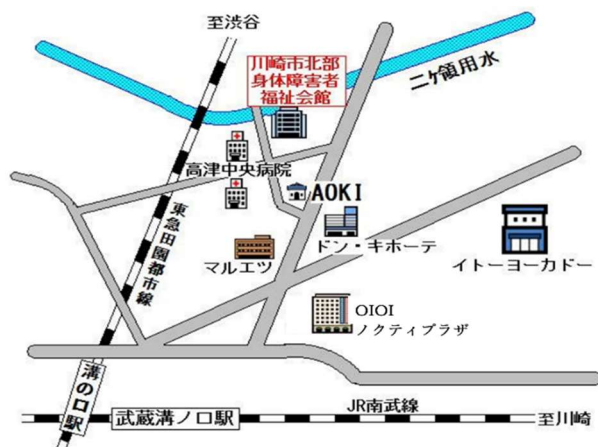 至渋谷
川崎市北部
身体障害者
福祉会館
二ケ領用水
高津中央病院
AOKI
東急田園都市線
マルエツ
ドン・キホーテ
イトーヨーカドー
OIOI
ノクティプラザ
溝の口駅
武蔵溝ノ口駅
JR南武線
至川崎